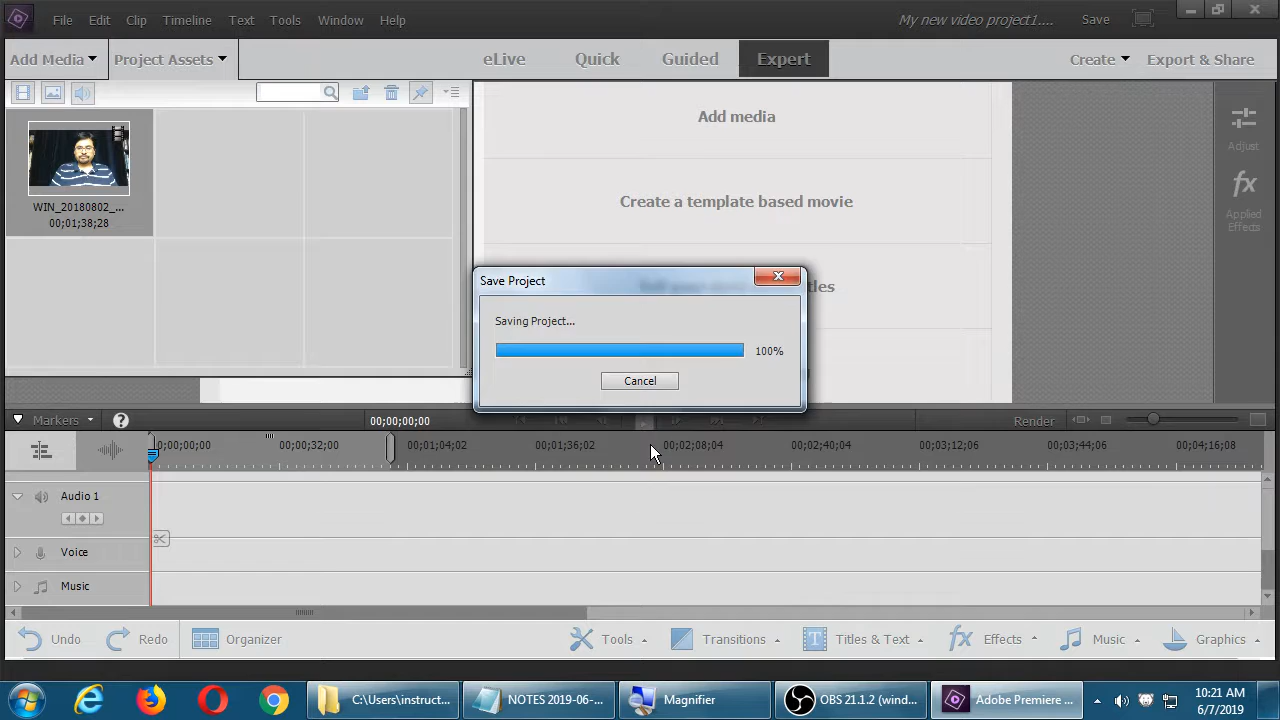 File Edit Clip Timeline Text Tools Window Help My new video project1.... Save
Add Media Project Assets eLive Quick Guided Expert Create Export & Share
Add media
Adjust
WIN_20180802_...
00;01;38;28
Create a template based movie
fx
Applied
Effects
tles
Save Project
Saving Project...
100%
Cancel
Markers ? 00;00;00;00 Render
0;00;00;00 00;00;32;00 00;01;04;02 00;01;36;02 00;02;08;04 00;02;40;04 00;03;12;06 00;03;44;06 00;04;16;08
Audio 1
Voice
Music
Undo Redo Organizer Tools Transitions T Titles & Text fx Effects Music Graphics
C:\Users\instruct... NOTES 2019-06-... Magnifier OBS 21.1.2 (wind... Adobe Premiere ... 10:21 AM
6/7/2019